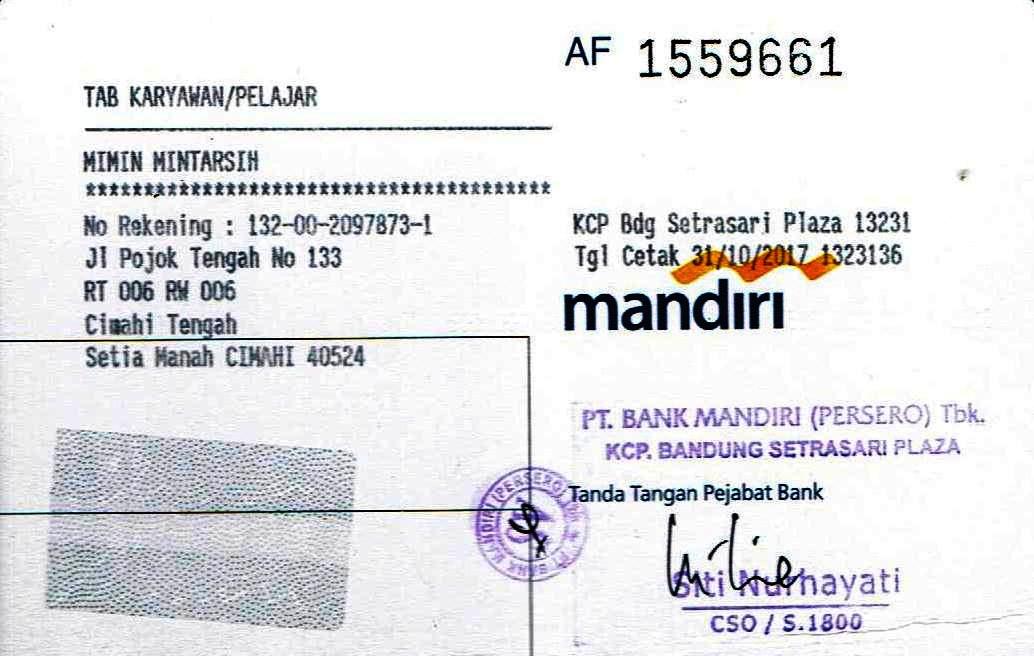 AF 1559661
TAB KARYAWAN/PELAJAR
MIMIN MINTARSIH
****************************************
No Rekening : 132-00-2097873-1
Jl Pojok Tengah No 133
RT 006 RW 006
Cimahi Tengah
Setia Manah CIMAHI 40524
KCP Bdg Setrasari Plaza 13231
Tgl Cetak 31/10/2017 1323136
mandırı
PT. BANK MANDIRI (PERSERO) Tbk.
KCP. BANDUNG SETRASARI PLAZA
Tanda Tangan Pejabat Bank
PT. BANK MANDIRI (PERSERO)
Siti Nurhayati
CSO / S.1800